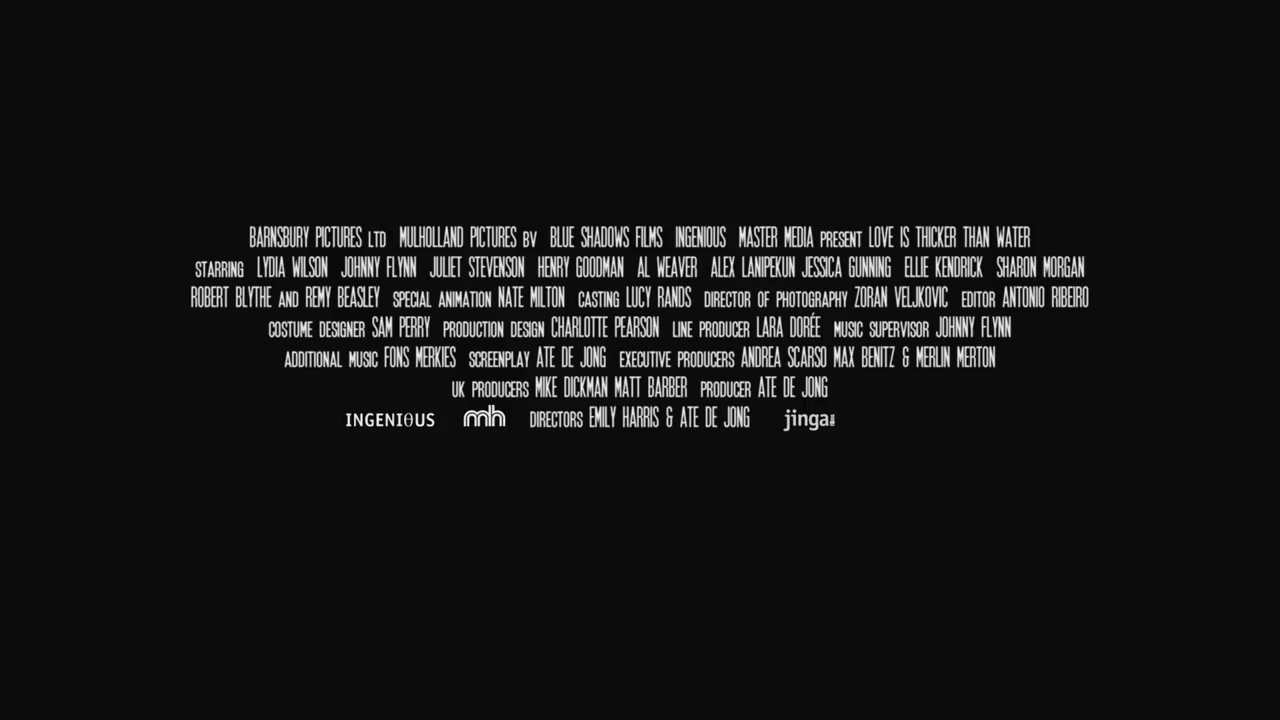 BARNSBURY PICTURES LTD MULHOLLAND PICTURES BV BLUE SHADOWS FILMS INGENIOUS MASTER MEDIA PRESENT LOVE IS THICKER THAN WATER
STARRING LYDIA WILSON JOHNNY FLYNN JULIET STEVENSON HENRY GOODMAN AL WEAVER ALEX LANIPEKUN JESSICA GUNNING ELLIE KENDRICK SHARON MORGAN
ROBERT BLYTHE AND REMY BEASLEY SPECIAL ANIMATION NATE MILTON CASTING LUCY RANDS DIRECTOR OF PHOTOGRAPHY ZORAN VELJKOVIC EDITOR ANTONIO RIBEIRO
COSTUME DESIGNER SAM PERRY PRODUCTION DESIGN CHARLOTTE PEARSON LINE PRODUCER LARA DORÉE MUSIC SUPERVISOR JOHNNY FLYNN
ADDITIONAL MUSIC FONS MERKIES SCREENPLAY ATE DE JONG EXECUTIVE PRODUCERS ANDREA SCARSO MAX BENITZ & MERLIN MERTON
UK PRODUCERS MIKE DICKMAN MATT BARBER PRODUCER ATE DE JONG
INGENIθUS mh DIRECTORS EMILY HARRIS & ATE DE JONG jinga